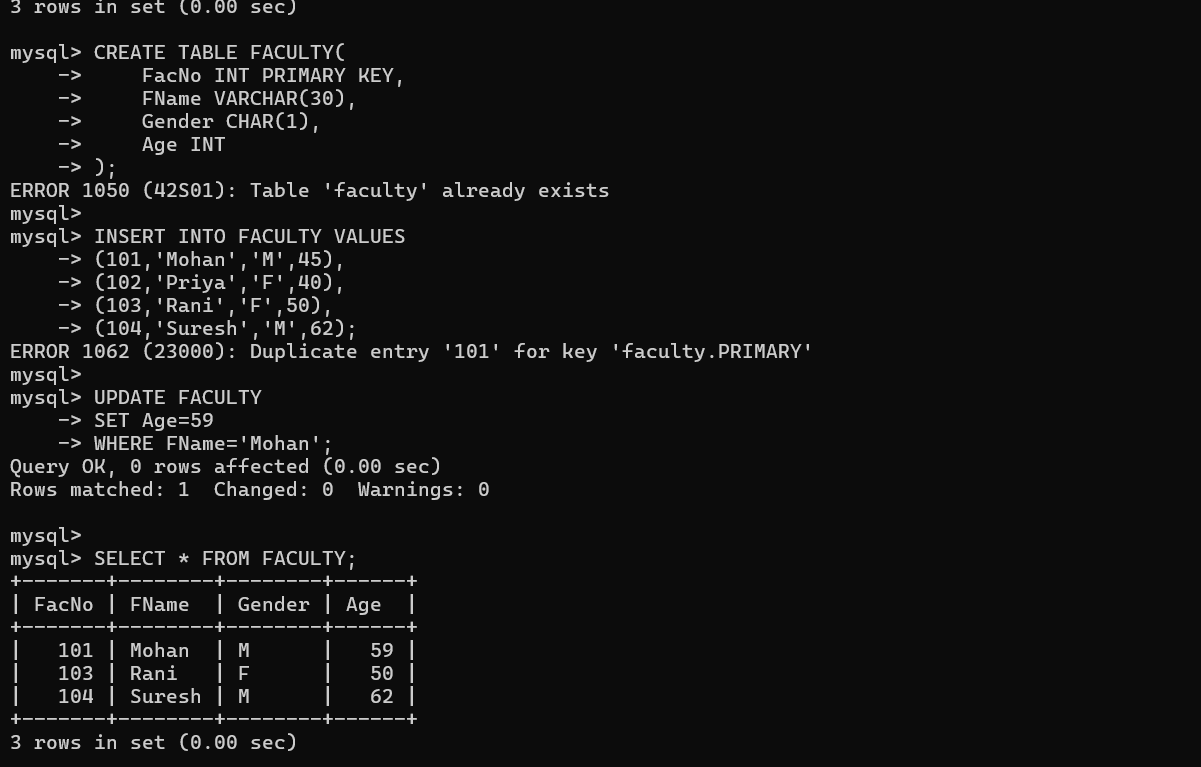 3 rows in set (0.00 sec)

mysql> CREATE TABLE FACULTY(
    ->     FacNo INT PRIMARY KEY,
    ->     FName VARCHAR(30),
    ->     Gender CHAR(1),
    ->     Age INT
    -> );
ERROR 1050 (42S01): Table 'faculty' already exists
mysql>
mysql> INSERT INTO FACULTY VALUES
    -> (101,'Mohan','M',45),
    -> (102,'Priya','F',40),
    -> (103,'Rani','F',50),
    -> (104,'Suresh','M',62);
ERROR 1062 (23000): Duplicate entry '101' for key 'faculty.PRIMARY'
mysql>
mysql> UPDATE FACULTY
    -> SET Age=59
    -> WHERE FName='Mohan';
Query OK, 0 rows affected (0.00 sec)
Rows matched: 1  Changed: 0  Warnings: 0

mysql>
mysql> SELECT * FROM FACULTY;
+-------+--------+--------+------+
| FacNo | FName  | Gender | Age  |
+-------+--------+--------+------+
|   101 | Mohan  | M      |   59 |
|   103 | Rani   | F      |   50 |
|   104 | Suresh | M      |   62 |
+-------+--------+--------+------+
3 rows in set (0.00 sec)